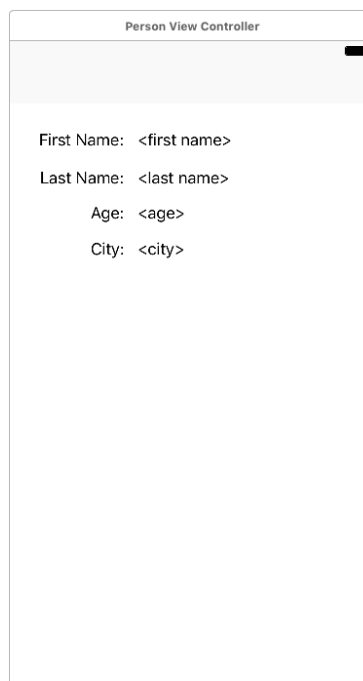 Person View Controller
First Name: <first name>
Last Name: <last name>
Age: <age>
City: <city>